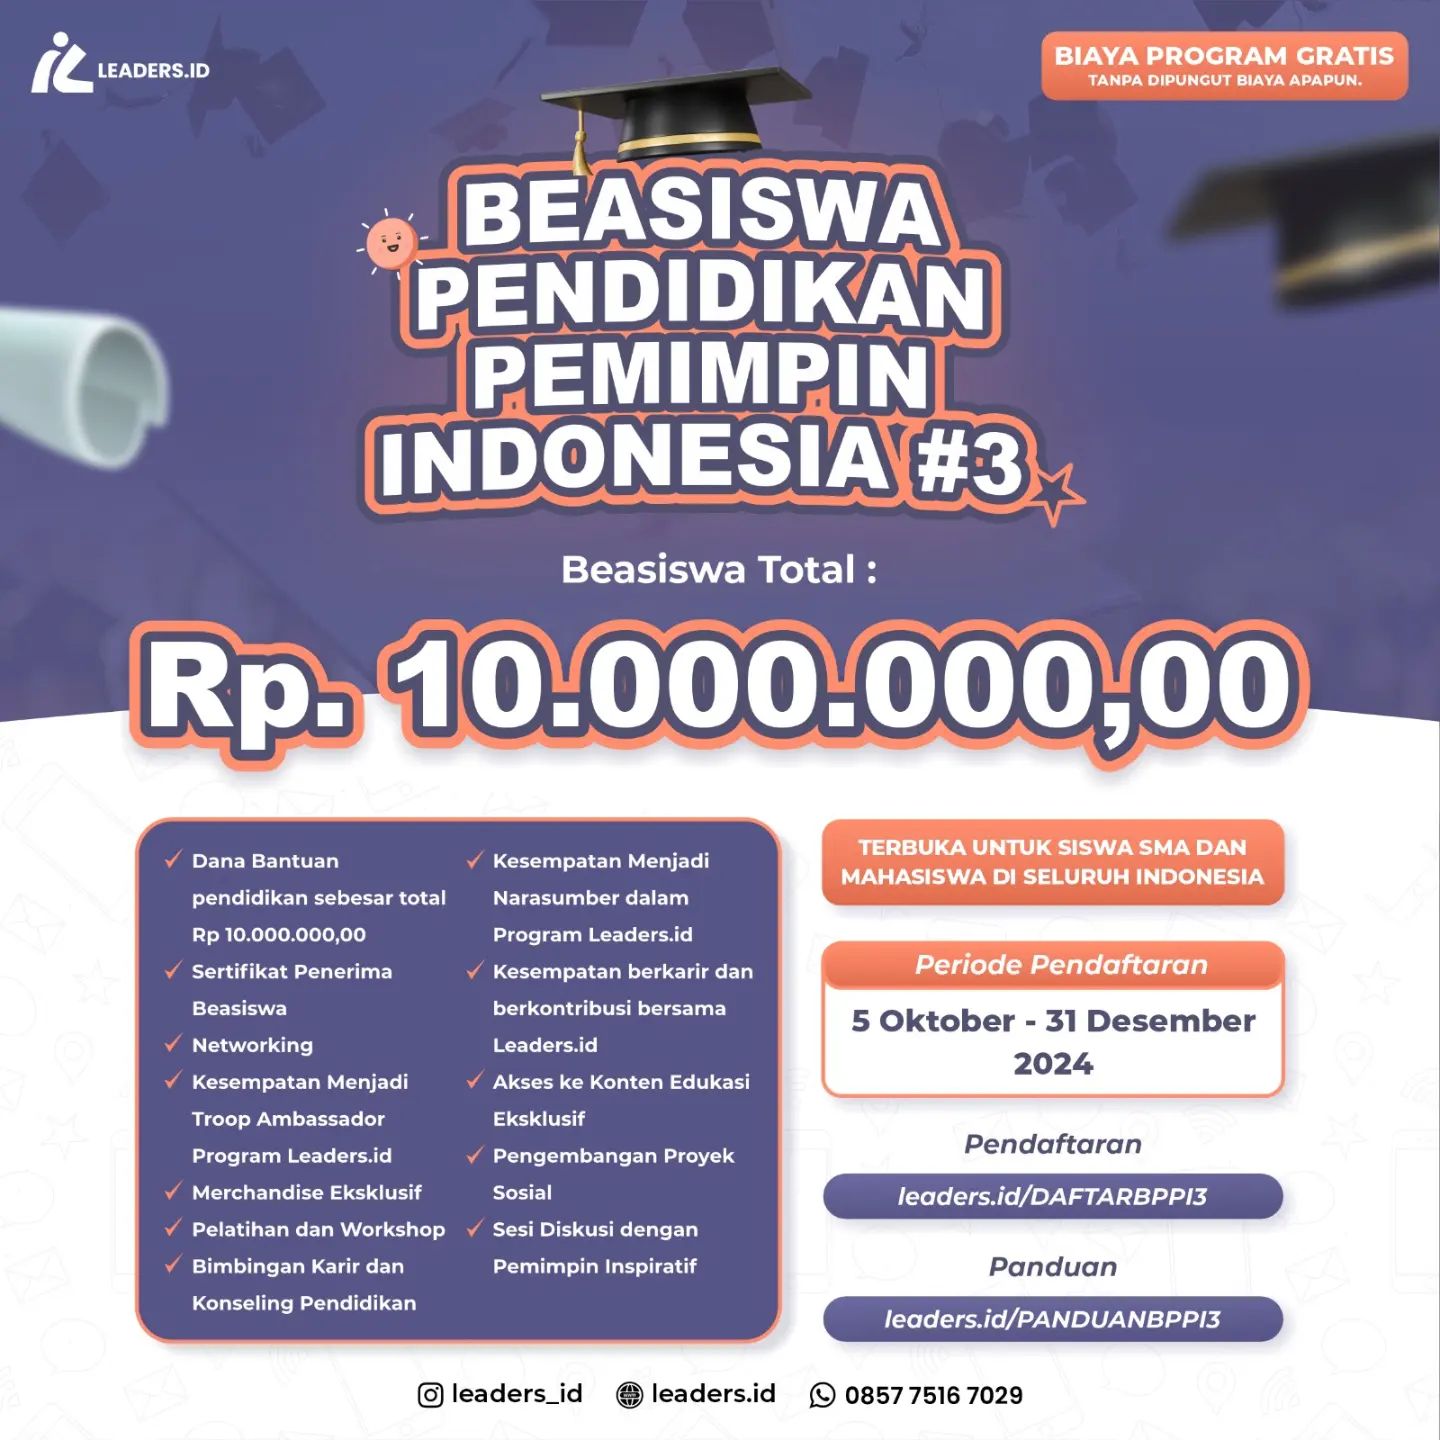 LEADERS.ID
BIAYA PROGRAM GRATIS
TANPA DIPUNGUT BIAYA APAPUN.
BEASISWA
PENDIDIKAN
PEMIMPIN
INDONESIA #3
Beasiswa Total :
Rp. 10.000.000,00
Dana Bantuan
pendidikan sebesar total
Rp 10.000.000,00
Sertifikat Penerima
Beasiswa
Networking
Kesempatan Menjadi
Troop Ambassador
Program Leaders.id
Merchandise Eksklusif
Pelatihan dan Workshop
Bimbingan Karir dan
Konseling Pendidikan
Kesempatan Menjadi
Narasumber dalam
Program Leaders.id
Kesempatan berkarir dan
berkontribusi bersama
Leaders.id
Akses ke Konten Edukasi
Eksklusif
Pengembangan Proyek
Sosial
Sesi Diskusi dengan
Pemimpin Inspiratif
TERBUKA UNTUK SISWA SMA DAN
MAHASISWA DI SELURUH INDONESIA
Periode Pendaftaran
5 Oktober - 31 Desember
2024
Pendaftaran
leaders.id/DAFTARBPPI3
Panduan
leaders.id/PANDUANBPPI3
leaders_id
leaders.id
0857 7516 7029